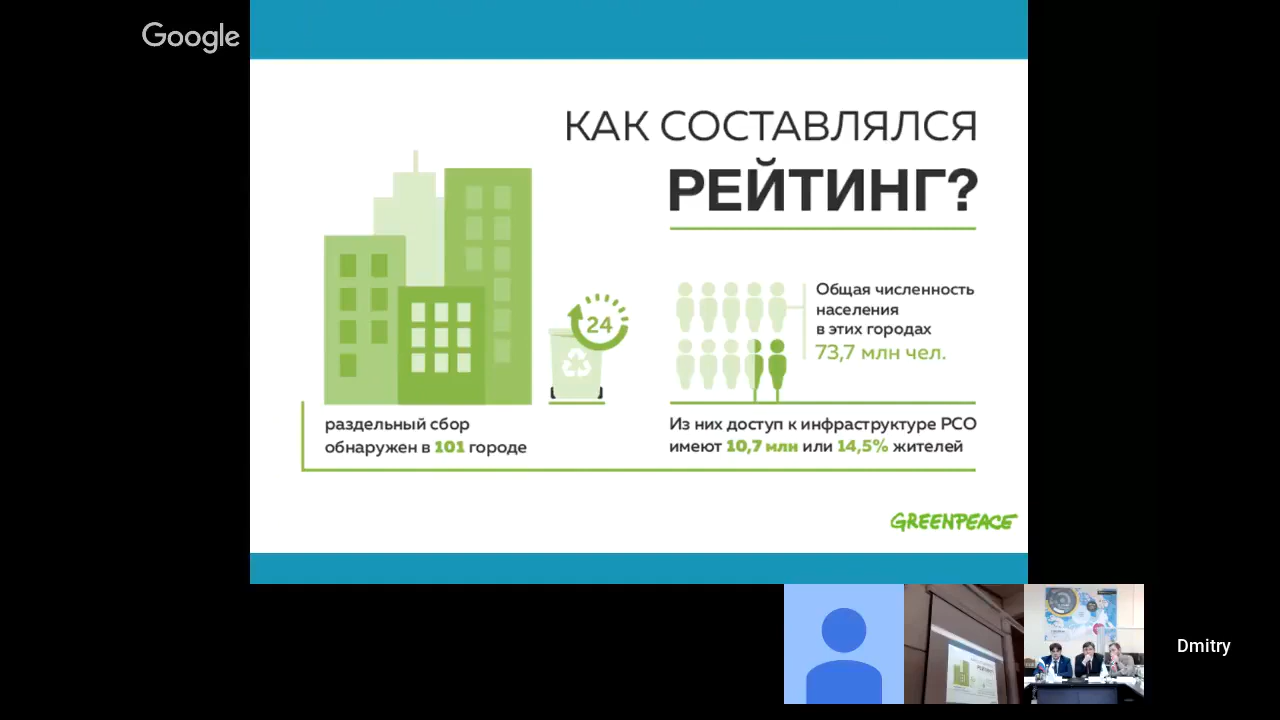 Google
КАК СОСТАВЛЯЛСЯ
РЕЙТИНГ?
24
Общая численность
населения
в этих городах
73,7 млн чел.
раздельный сбор
обнаружен в 101 городе
Из них доступ к инфраструктуре РСО
имеют 10,7 млн или 14,5% жителей
GREENPEACE
Dmitry